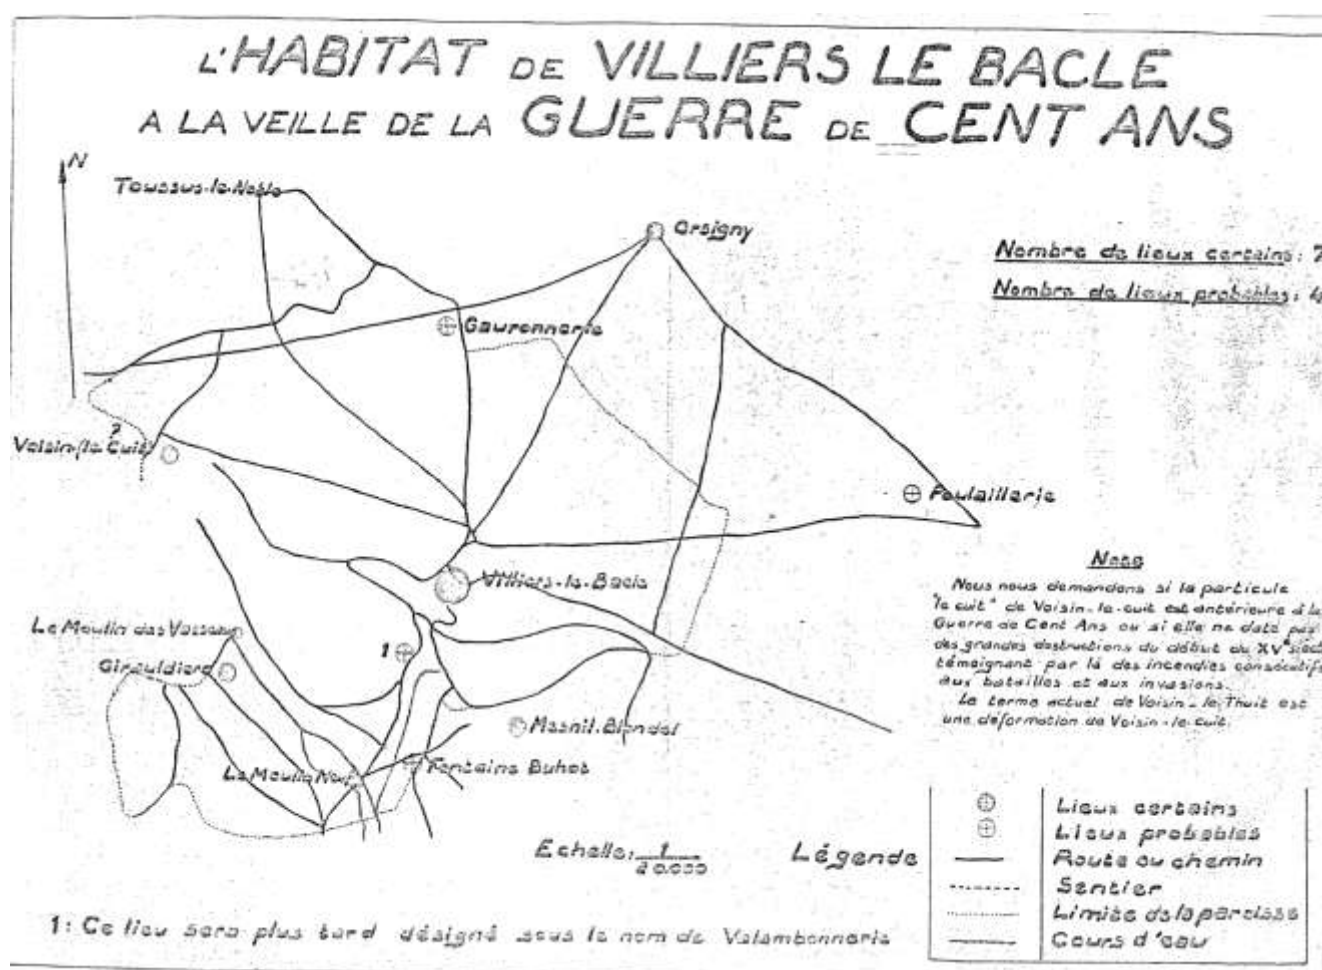 L'HABITAT DE VILLIERS LE BACLE
A LA VEILLE DE LA GUERRE DE CENT ANS
N
Toussus-le-Noble
Orsigny
Nombre de lieux certains: 7
Nombre de lieux probables: 4
Gauronnerie
?
Voisin-(le Cuit)
Poulaillerie
Villiers-le-Bacle
Nota
Nous nous demandons si la particule
"le cuit" de Voisin-le-cuit est antérieure à la
Guerre de Cent Ans ou si elle ne date pas
des grandes destructions du début du XVe siècle
témoignant par là des incendies consécutifs
aux batailles et aux invasions.
Le terme actuel de Voisin-le Thuit est
une déformation de Voisin-le-cuit.
Le Moulin des Vosseaux
1
Girauldiere
Mesnil-Blondel
Le Moulin Neuf
Fontaine Buhot
Echelle: 1/20.000
Légende
Lieux certains
Lieux probables
Route ou chemin
Sentier
Limite de la paroisse
Cours d'eau
1: Ce lieu sera plus tard désigné sous le nom de Valembonnerie